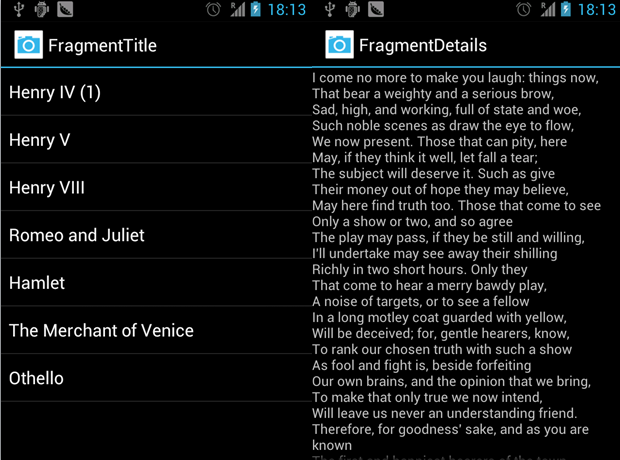 18:13
FragmentTitle
Henry IV (1)
Henry V
Henry VIII
Romeo and Juliet
Hamlet
The Merchant of Venice
Othello
R 18:13
FragmentDetails
I come no more to make you laugh: things now,
That bear a weighty and a serious brow,
Sad, high, and working, full of state and woe,
Such noble scenes as draw the eye to flow,
We now present. Those that can pity, here
May, if they think it well, let fall a tear;
The subject will deserve it. Such as give
Their money out of hope they may believe,
May here find truth too. Those that come to see
Only a show or two, and so agree
The play may pass, if they be still and willing,
I'll undertake may see away their shilling
Richly in two short hours. Only they
That come to hear a merry bawdy play,
A noise of targets, or to see a fellow
In a long motley coat guarded with yellow,
Will be deceived; for, gentle hearers, know,
To rank our chosen truth with such a show
As fool and fight is, beside forfeiting
Our own brains, and the opinion that we bring,
To make that only true we now intend,
Will leave us never an understanding friend.
Therefore, for goodness' sake, and as you are
known
The first and happiest hearers of the town